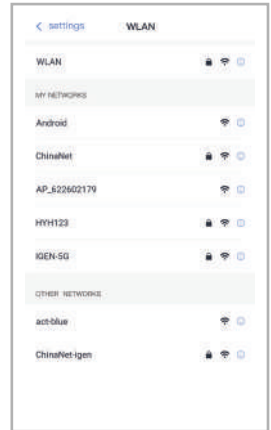 settings WLAN
WLAN
MY NETWORKS
Android
ChinaNet
AP_622602179
HYH123
IGEN-5G
OTHER NETWORKS
act-blue
ChinaNet-igen